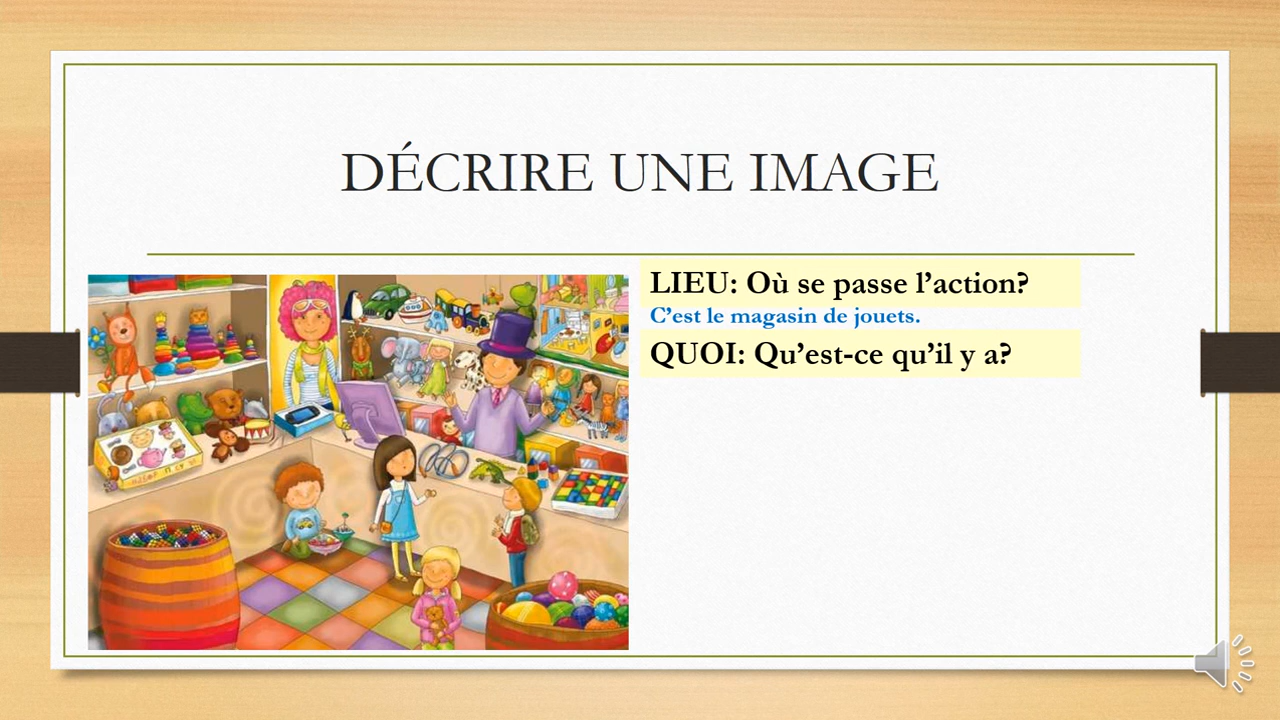 DÉCRIRE UNE IMAGE
LIEU: Où se passe l’action?
C’est le magasin de jouets.
QUOI: Qu’est-ce qu’il y a?